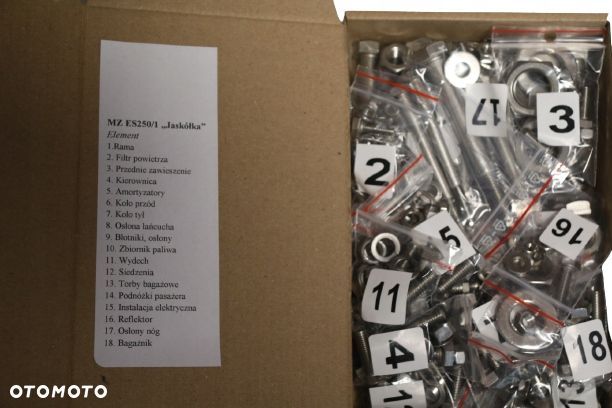 MZ ES250/1 „Jaskółka”
Element
1.Rama
2. Filtr powietrza
3. Przednie zawieszenie
4. Kierownica
5. Amortyzatory
6. Koło przód
7. Koło tył
8. Osłona łańcucha
9. Błotniki, osłony
10. Zbiornik paliwa
11. Wydech
12. Siedzenia
13. Torby bagażowe
14. Podnóżki pasażera
15. Instalacja elektryczna
16. Reflektor
17. Osłony nóg
18. Bagażnik
17
3
2
5
16
11
4
18
13
OTOMOTO